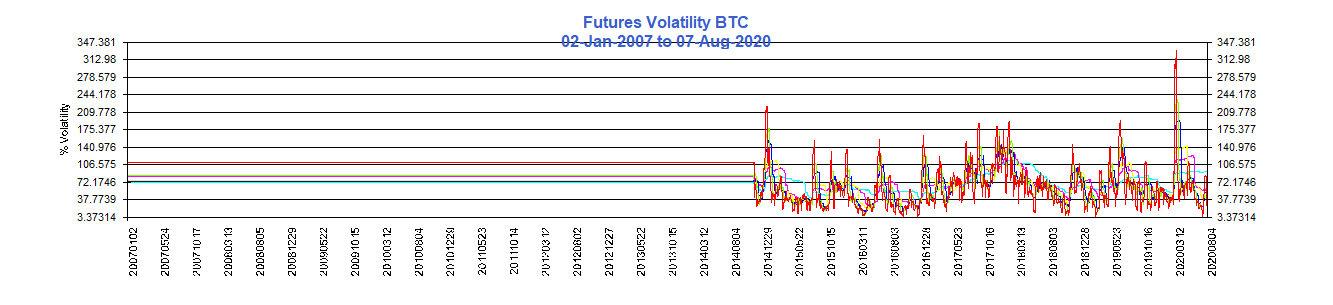 Futures Volatility BTC
02-Jan-2007 to 07-Aug-2020
347.381 347.381
312.98 312.98
278.579 278.579
244.178 244.178
209.778 209.778
175.377 175.377
140.976 140.976
106.575 106.575
72.1746 72.1746
37.7739 37.7739
3.37314 3.37314
% Volatility
20070102 20070524 20071017 20080313 20080805 20081229 20090522 20091015 20100312 20100804 20101229 20110523 20111014 20120312 20120802 20121227 20130523 20131015 20140312 20140804 20141229 20150522 20151015 20160311 20160803 20161228 20170523 20171016 20180313 20180803 20181228 20190523 20191016 20200312 20200804